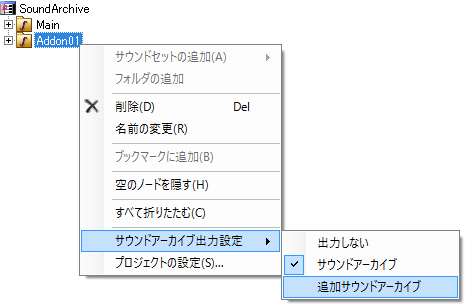 SoundArchive
Main
Addon01
サウンドセットの追加(A)
フォルダの追加
削除(D) Del
名前の変更(R)
ブックマークに追加(B)
空のノードを隠す(H)
すべて折りたたむ(C)
サウンドアーカイブ出力設定
プロジェクトの設定(S)...
出力しない
サウンドアーカイブ
追加サウンドアーカイブ